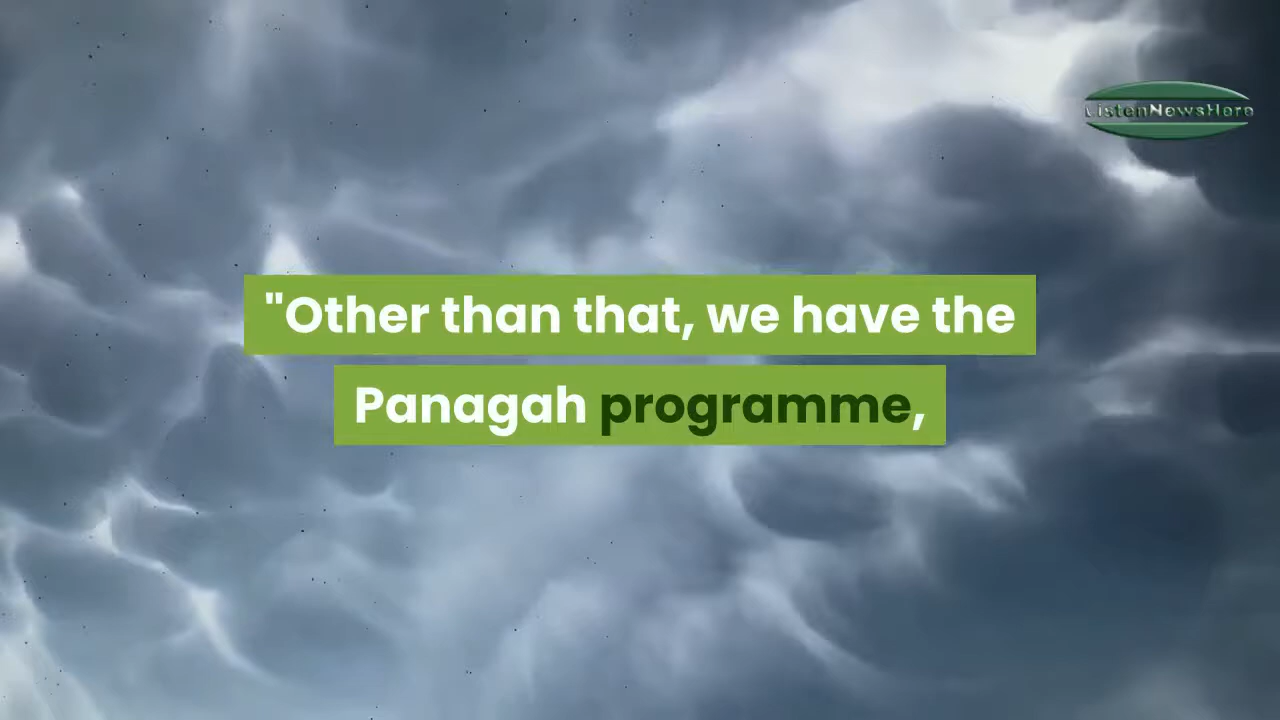 ListenNewsHere
"Other than that, we have the
Panagah programme,